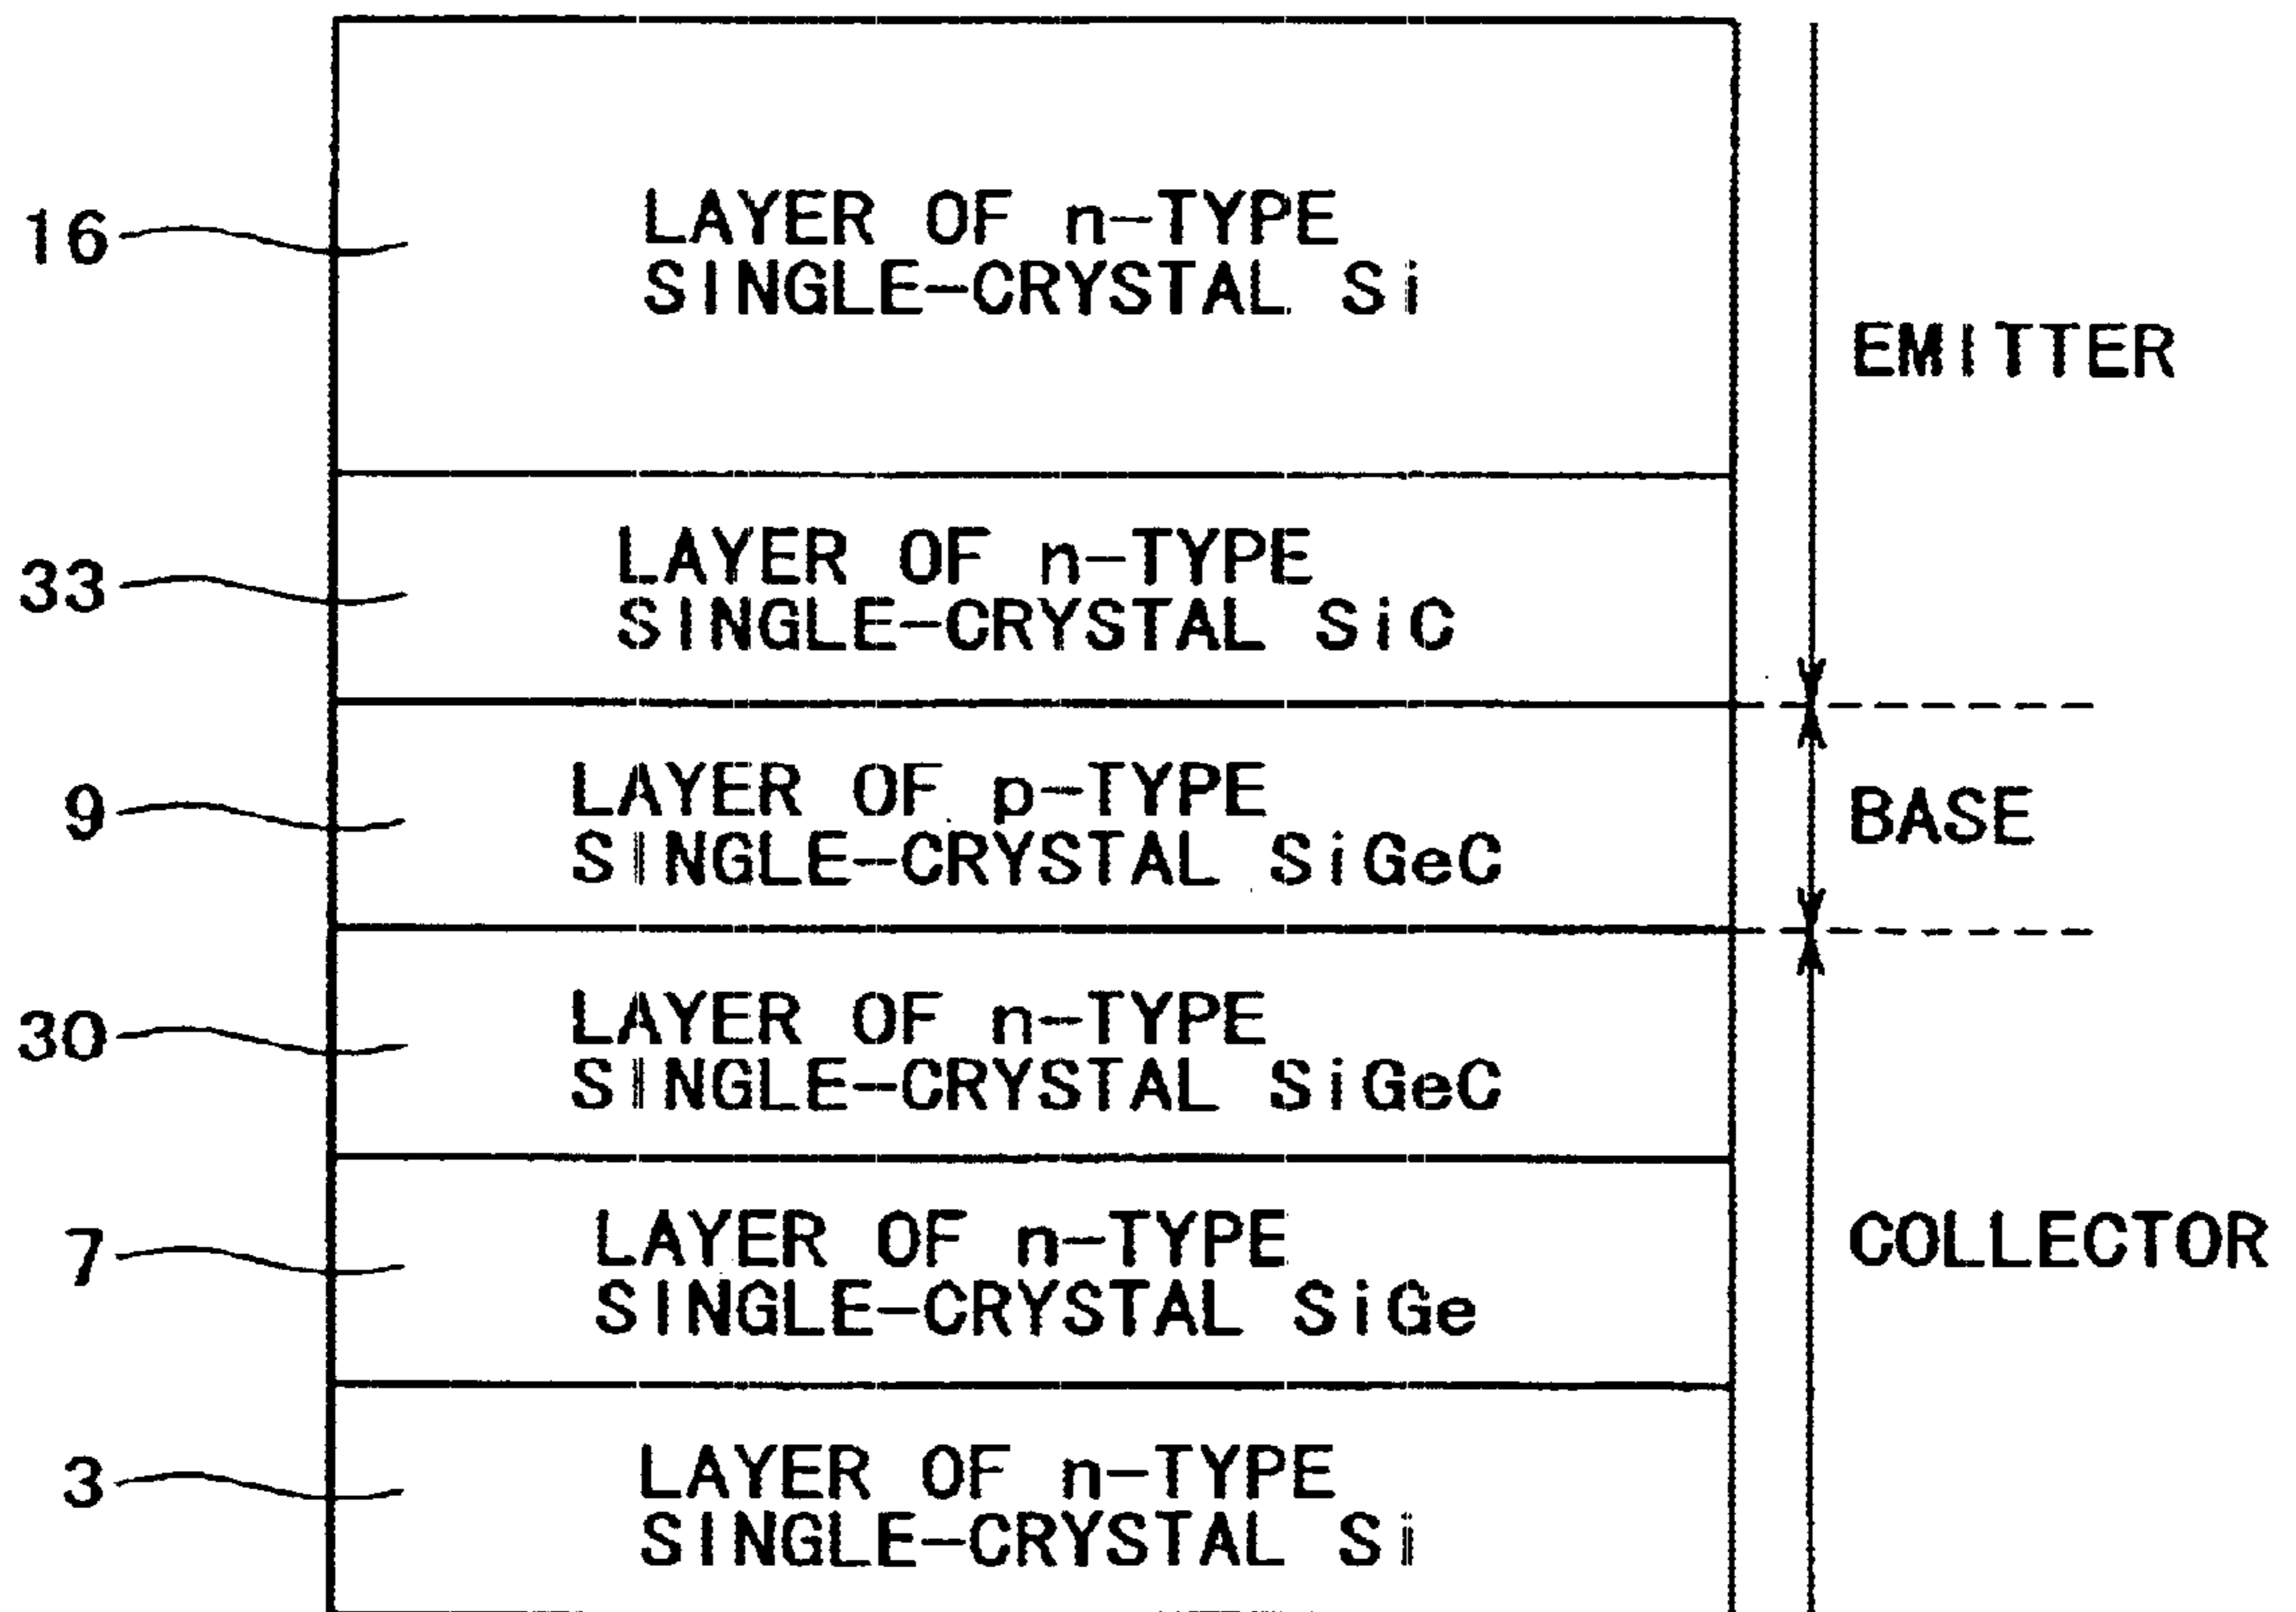 16
LAYER OF n-TYPE
SINGLE-CRYSTAL Si
EMITTER
33
LAYER OF n-TYPE
SINGLE-CRYSTAL SiC
9
LAYER OF p-TYPE
SINGLE-CRYSTAL SiGeC
BASE
30
LAYER OF n-TYPE
SINGLE-CRYSTAL SiGeC
7
LAYER OF n-TYPE
SINGLE-CRYSTAL SiGe
COLLECTOR
3
LAYER OF n-TYPE
SINGLE-CRYSTAL Si